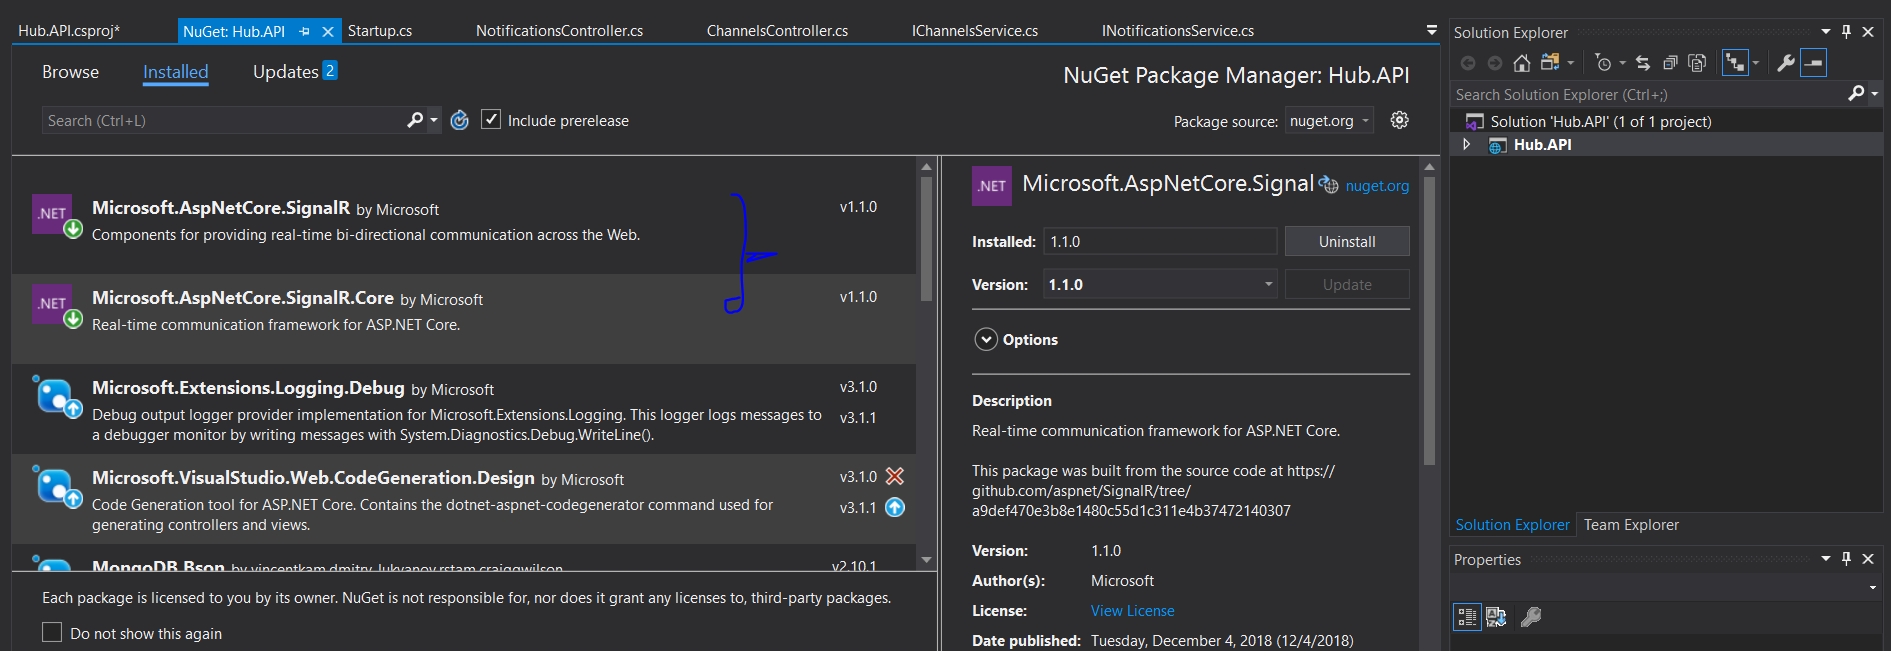 Hub.API.csproj*
NuGet: Hub.API
Startup.cs
NotificationsController.cs
ChannelsController.cs
IChannelsService.cs
INotificationsService.cs
Browse
Installed
Updates 2
NuGet Package Manager: Hub.API
Search (Ctrl+L)
Include prerelease
Package source: nuget.org
.NET
Microsoft.AspNetCore.SignalR by Microsoft
v1.1.0
Components for providing real-time bi-directional communication across the Web.
.NET
Microsoft.AspNetCore.SignalR.Core by Microsoft
v1.1.0
Real-time communication framework for ASP.NET Core.
Microsoft.Extensions.Logging.Debug by Microsoft
v3.1.0
Debug output logger provider implementation for Microsoft.Extensions.Logging. This logger logs messages to
v3.1.1
a debugger monitor by writing messages with System.Diagnostics.Debug.WriteLine().
Microsoft.VisualStudio.Web.CodeGeneration.Design by Microsoft
v3.1.0
Code Generation tool for ASP.NET Core. Contains the dotnet-aspnet-codegenerator command used for
v3.1.1
generating controllers and views.
MongoDB.Bson by vincentkam,dmitry_lukyanov,rstam,craiggwilson
v2.10.1
Each package is licensed to you by its owner. NuGet is not responsible for, nor does it grant any licenses to, third-party packages.
Do not show this again
.NET
Microsoft.AspNetCore.Signal
nuget.org
Installed: 1.1.0
Uninstall
Version: 1.1.0
Update
Options
Description
Real-time communication framework for ASP.NET Core.
This package was built from the source code at https://
github.com/aspnet/SignalR/tree/
a9def470e3b8e1480c55d1c311e4b37472140307
Version: 1.1.0
Author(s): Microsoft
License: View License
Date published: Tuesday, December 4, 2018 (12/4/2018)
Solution Explorer
Search Solution Explorer (Ctrl+;)
Solution 'Hub.API' (1 of 1 project)
Hub.API
Solution Explorer
Team Explorer
Properties